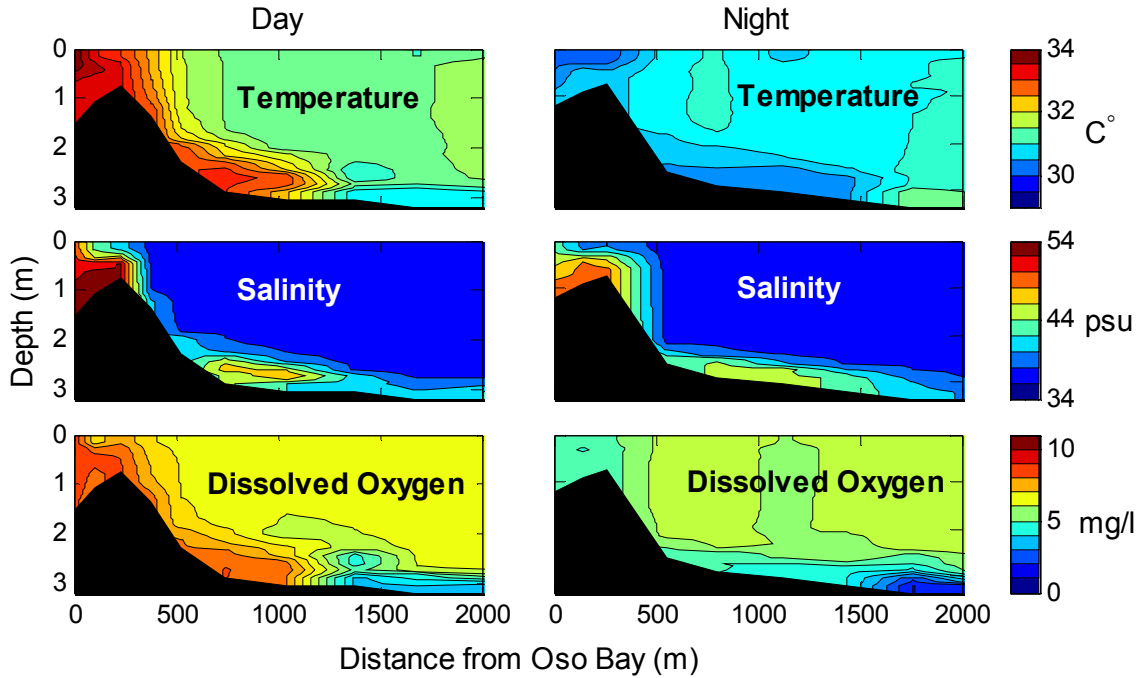 Day
Night
0
1
2
3
Temperature
Temperature
34
32
30
C°
Depth (m)
0
1
2
3
Salinity
Salinity
54
44
34
psu
0
1
2
3
Dissolved Oxygen
Dissolved Oxygen
10
5
0
mg/l
0
500
1000
1500
2000
0
500
1000
1500
2000
Distance from Oso Bay (m)